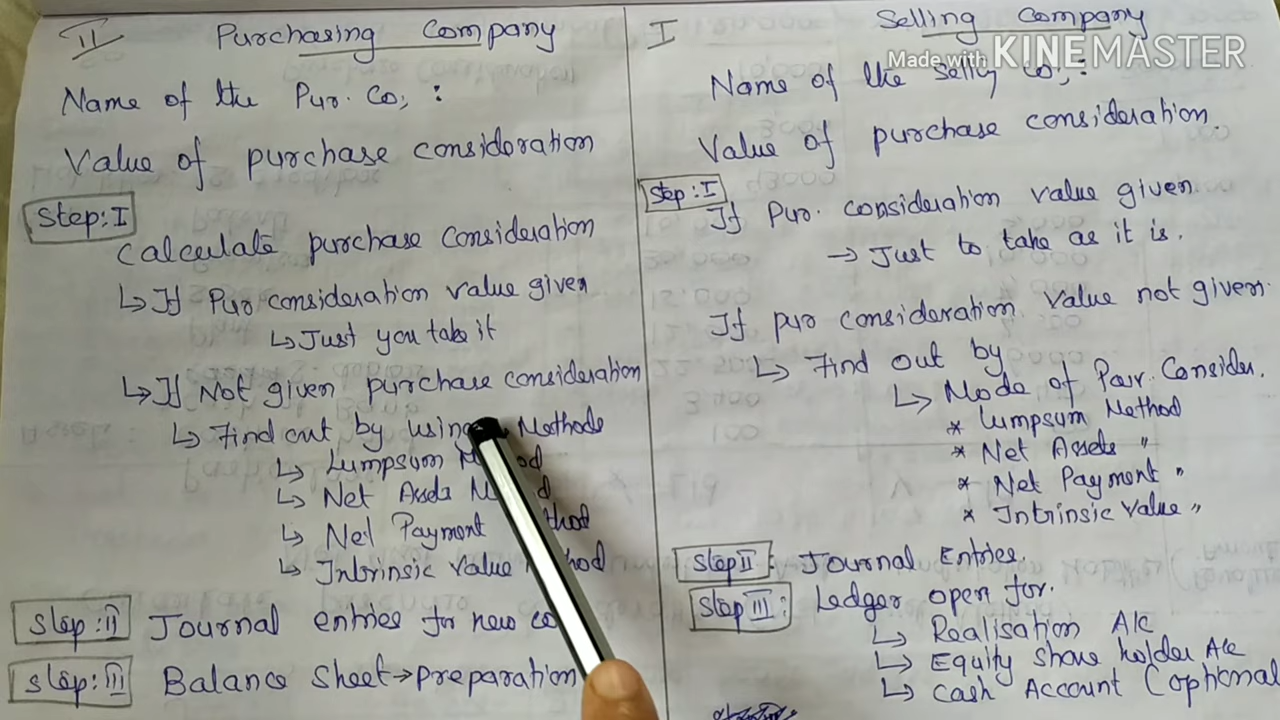 II Purchasing Company
Name of the Pur. Co, :
Value of purchase consideration
Step: I
Calculate purchase consideration
↳ If Pur consideration value given
↳ Just you take it
↳ If Not given purchase consideration
↳ Find out by using Methods
↳ Lumpsum
↳ Net Assets
↳ Net Payment
↳ Intrinsic value
Step: II Journal entries for new co
Step: III Balance Sheet → preparation
I Selling Company
Made with KINEMASTER
Name of the Selly Co, :
Value of purchase consideration.
Step: I
If Pur. consideration value given
→ Just to take as it is.
If pur consideration value not given
↳ Find out by
↳ Mode of Pur. Consider.
* Lumpsum Method
* Net Assets "
* Net Payment "
* Intrinsic value "
Step II : Journal Entries.
Step III : Ledger open for.
↳ Realisation A/c
↳ Equity share holder A/c
↳ Cash Account (optional